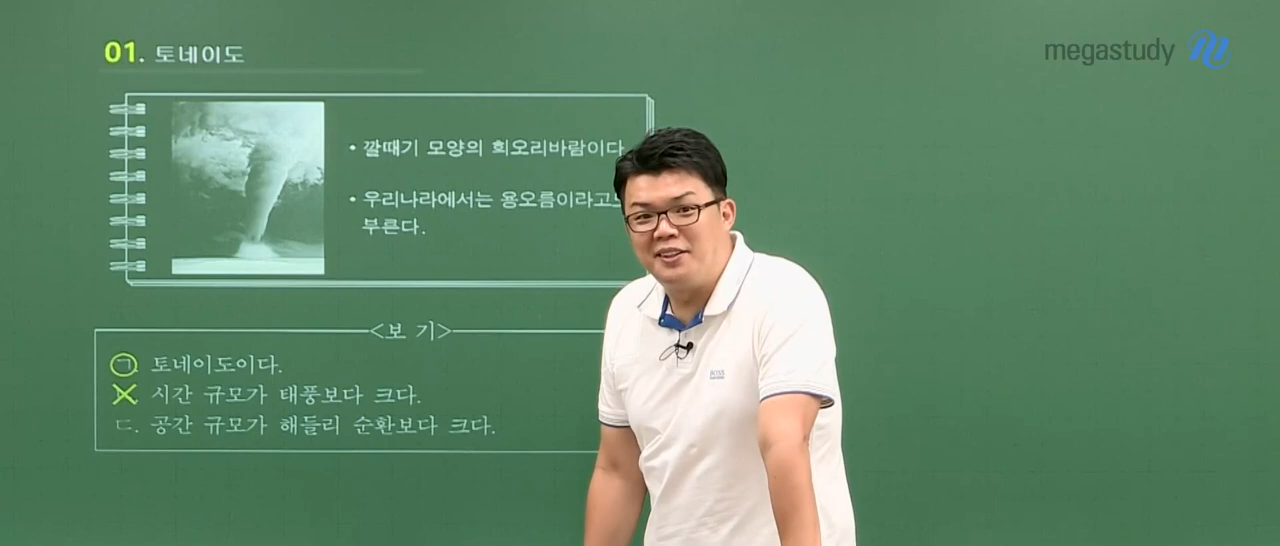 01. 토네이도
megastudy
• 깔때기 모양의 회오리바람이다
• 우리나라에서는 용오름이라고도
부른다.
<보 기>
ㄱ 토네이도이다.
시간 규모가 태풍보다 크다.
ㄷ. 공간 규모가 해들리 순환보다 크다.
BOSS